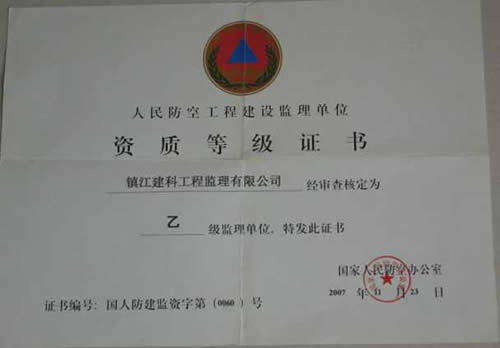 人民防空工程建设监理单位
资质等级证书
镇江建科工程监理有限公司 经审查核定为
乙 级监理单位，特发此证书
国家人民防空办公室
2007 年 11 月 23 日
证书编号：国人防建监资字第（0060）号